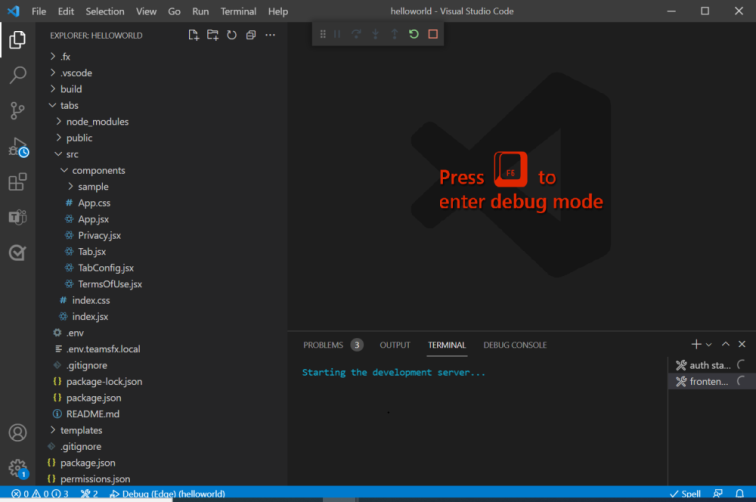 File Edit Selection View Go Run Terminal Help
helloworld - Visual Studio Code
EXPLORER: HELLOWORLD
.fx
.vscode
build
tabs
node_modules
public
src
components
sample
App.css
App.jsx
Privacy.jsx
Tab.jsx
TabConfig.jsx
TermsOfUse.jsx
index.css
index.jsx
.env
.env.teamsfx.local
.gitignore
package-lock.json
package.json
README.md
templates
.gitignore
package.json
permissions.json
Press
to
enter debug mode
PROBLEMS 3 OUTPUT TERMINAL DEBUG CONSOLE
Starting the development server...
auth sta...
fronten...
1
0 0 3 2 Debug (Edge) (helloworld)
Spell